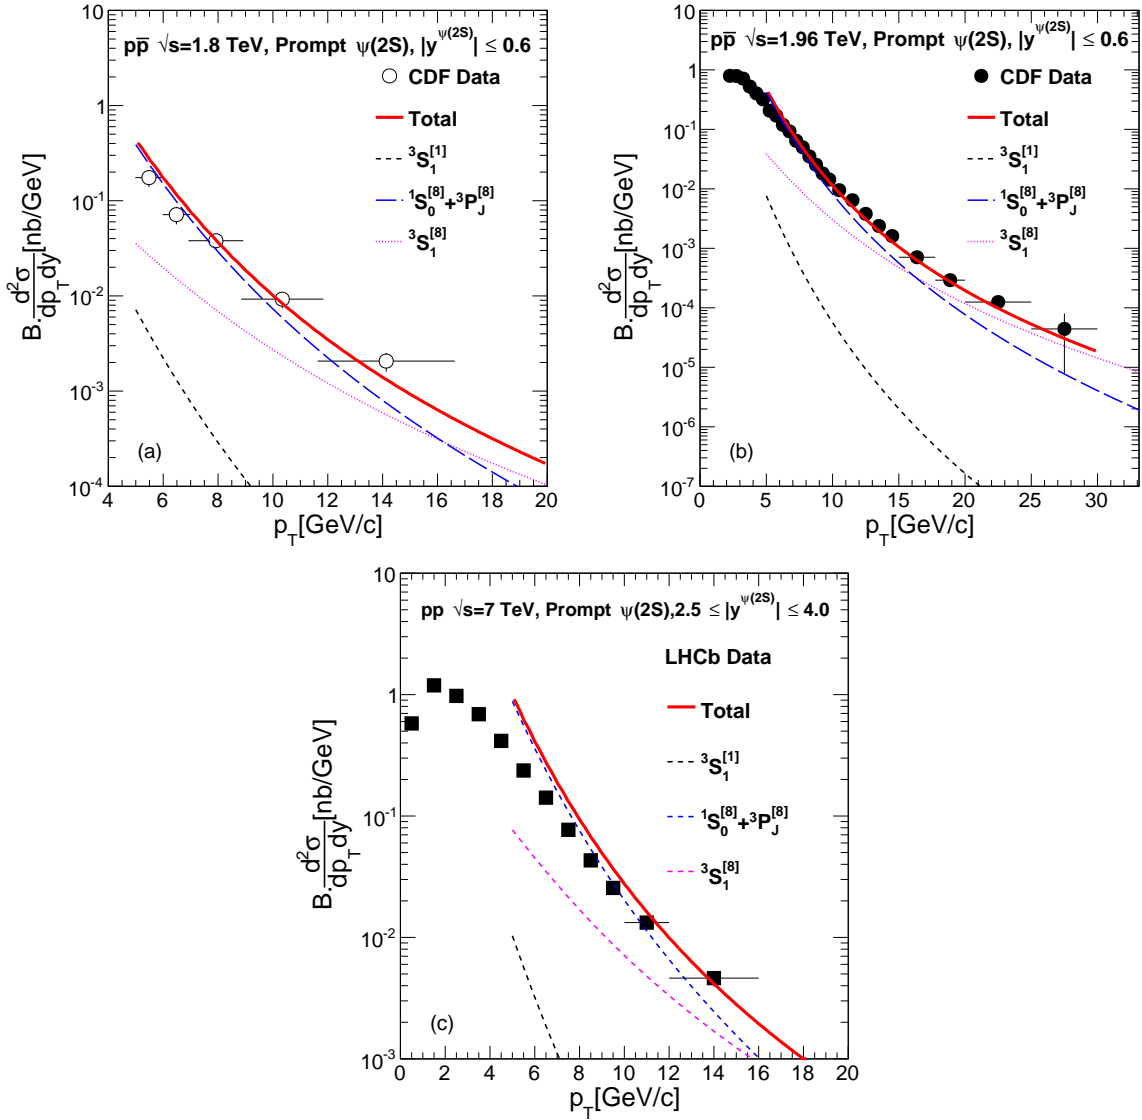 pp̅ √s=1.8 TeV, Prompt ψ(2S), |y^ψ(2S)| ≤ 0.6
CDF Data
Total
³S₁^[1]
¹S₀^[8]+³P_J^[8]
³S₁^[8]
B.d²σ/dp_T dy[nb/GeV]
10
1
10⁻¹
10⁻²
10⁻³
10⁻⁴
(a)
4 6 8 10 12 14 16 18 20
p_T[GeV/c]
pp̅ √s=1.96 TeV, Prompt ψ(2S), |y^ψ(2S)| ≤ 0.6
CDF Data
Total
³S₁^[1]
¹S₀^[8]+³P_J^[8]
³S₁^[8]
B.d²σ/dp_T dy[nb/GeV]
10
1
10⁻¹
10⁻²
10⁻³
10⁻⁴
10⁻⁵
10⁻⁶
10⁻⁷
(b)
0 5 10 15 20 25 30
p_T[GeV/c]
pp √s=7 TeV, Prompt ψ(2S),2.5 ≤ |y^ψ(2S)| ≤ 4.0
LHCb Data
Total
³S₁^[1]
¹S₀^[8]+³P_J^[8]
³S₁^[8]
B.d²σ/dp_T dy[nb/GeV]
10
1
10⁻¹
10⁻²
10⁻³
(c)
0 2 4 6 8 10 12 14 16 18 20
p_T[GeV/c]